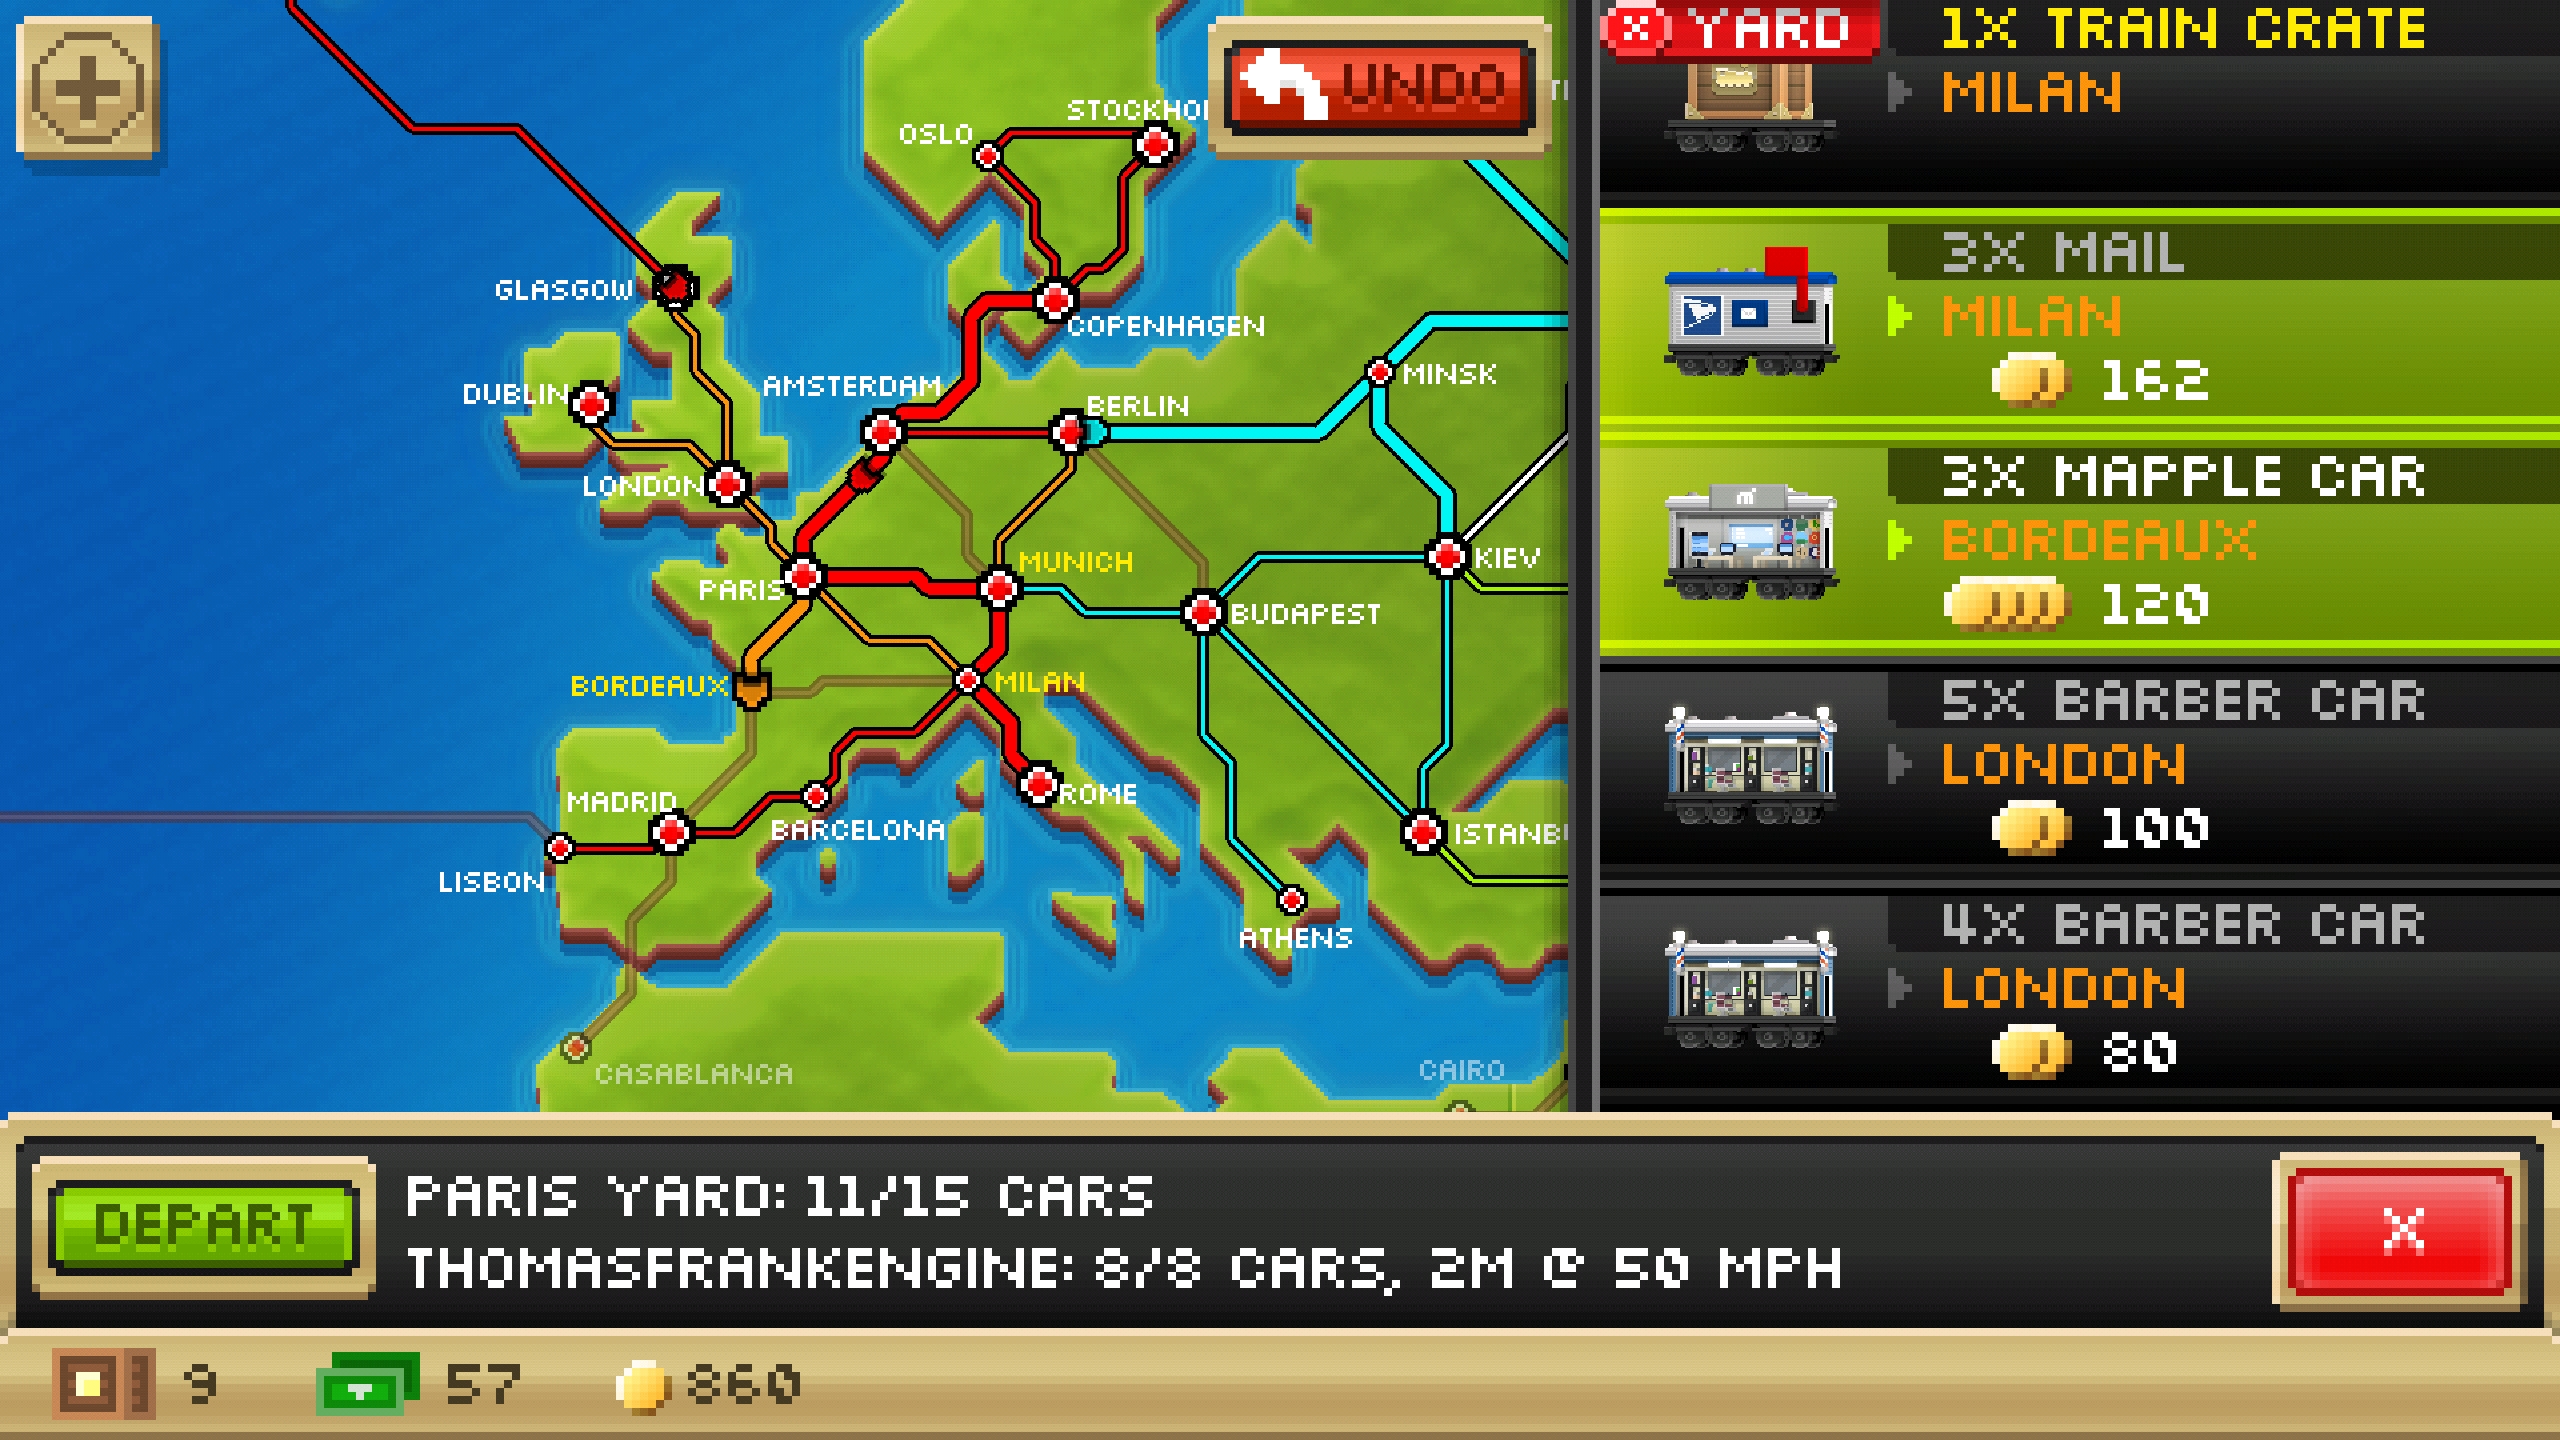 YARD
1X TRAIN CRATE
MILAN
UNDO
STOCKHO
OSLO
3X MAIL
MILAN
162
GLASGOW
COPENHAGEN
MINSK
DUBLIN
AMSTERDAM
BERLIN
3X MAPPLE CAR
BORDEAUX
120
LONDON
MUNICH
KIEV
PARIS
BUDAPEST
BORDEAUX
MILAN
5X BARBER CAR
LONDON
100
MADRID
ROME
BARCELONA
ISTANB
LISBON
ATHENS
4X BARBER CAR
LONDON
80
CASABLANCA
CAIRO
DEPART
PARIS YARD: 11/15 CARS
THOMASFRANKENGINE: 8/8 CARS, 2M @ 50 MPH
X
9
57
860